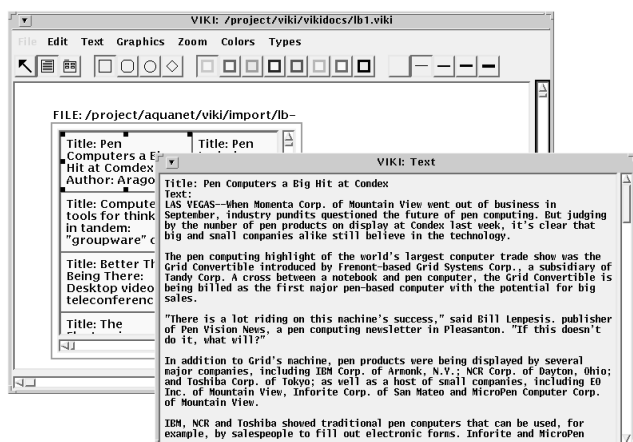 VIKI: /project/viki/vikidocs/lb1.viki
File Edit Text Graphics Zoom Colors Types
FILE: /project/aquanet/viki/import/lb-
Title: Pen
Computers a
Hit at Comdex
Author: Arago
Title: Pen
Title: Compute
tools for think
in tandem:
"groupware"
Title: Better Th
Being There:
Desktop video
teleconferenc
Title: The
VIKI: Text
Title: Pen Computers a Big Hit at Comdex
Text:
LAS VEGAS--When Momenta Corp. of Mountain View went out of business in
September, industry pundits questioned the future of pen computing. But judging
by the number of pen products on display at Comdex last week, it's clear that
big and small companies alike still believe in the technology.
The pen computing highlight of the world's largest computer trade show was the
Grid Convertible introduced by Fremont-based Grid Systems Corp., a subsidiary of
Tandy Corp. A cross between a notebook and pen computer, the Grid Convertible is
being billed as the first major pen-based computer with the potential for big
sales.
"There is a lot riding on this machine's success," said Bill Lempesis. publisher
of Pen Vision News, a pen computing newsletter in Pleasanton. "If this doesn't
do it, what will?"
In addition to Grid's machine, pen products were being displayed by several
major companies, including IBM Corp. of Armonk, N.Y.; NCR Corp. of Dayton, Ohio;
and Toshiba Corp. of Tokyo; as well as a host of small companies, including EO
Inc. of Mountain View, Inforite Corp. of San Mateo and MicroPen Computer Corp.
of Mountain View.
IBM, NCR and Toshiba showed traditional pen computers that can be used, for
example, by salespeople to fill out electronic forms. Inforite and MicroPen